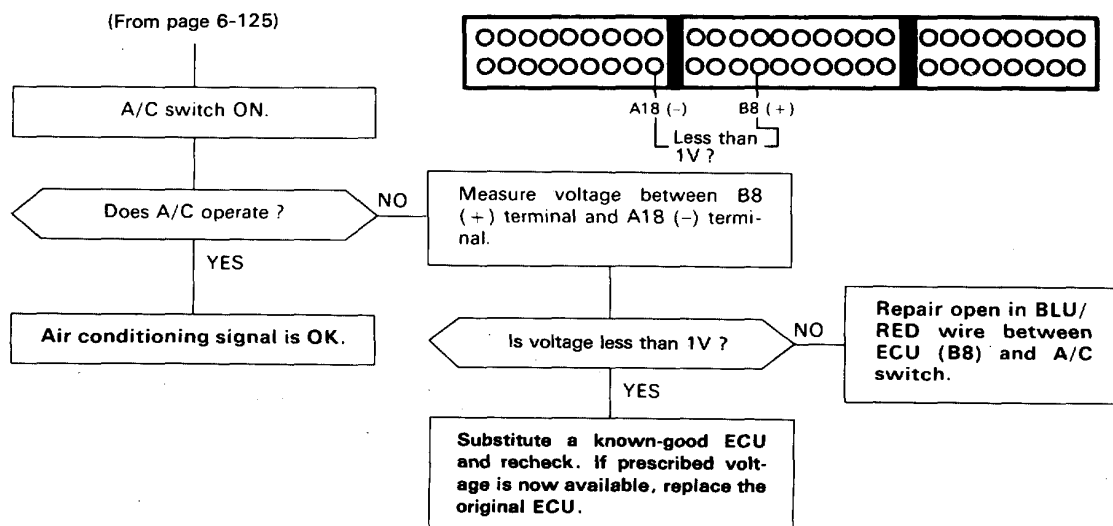 (From page 6-125)
A/C switch ON.
Does A/C operate ?
NO
YES
Air conditioning signal is OK.
A18 (–)
B8 (+)
Less than
1V ?
Measure voltage between B8
(+) terminal and A18 (–) termi-
nal.
Is voltage less than 1V ?
NO
YES
Repair open in BLU/
RED wire between
ECU (B8) and A/C
switch.
Substitute a known-good ECU
and recheck. If prescribed volt-
age is now available, replace the
original ECU.